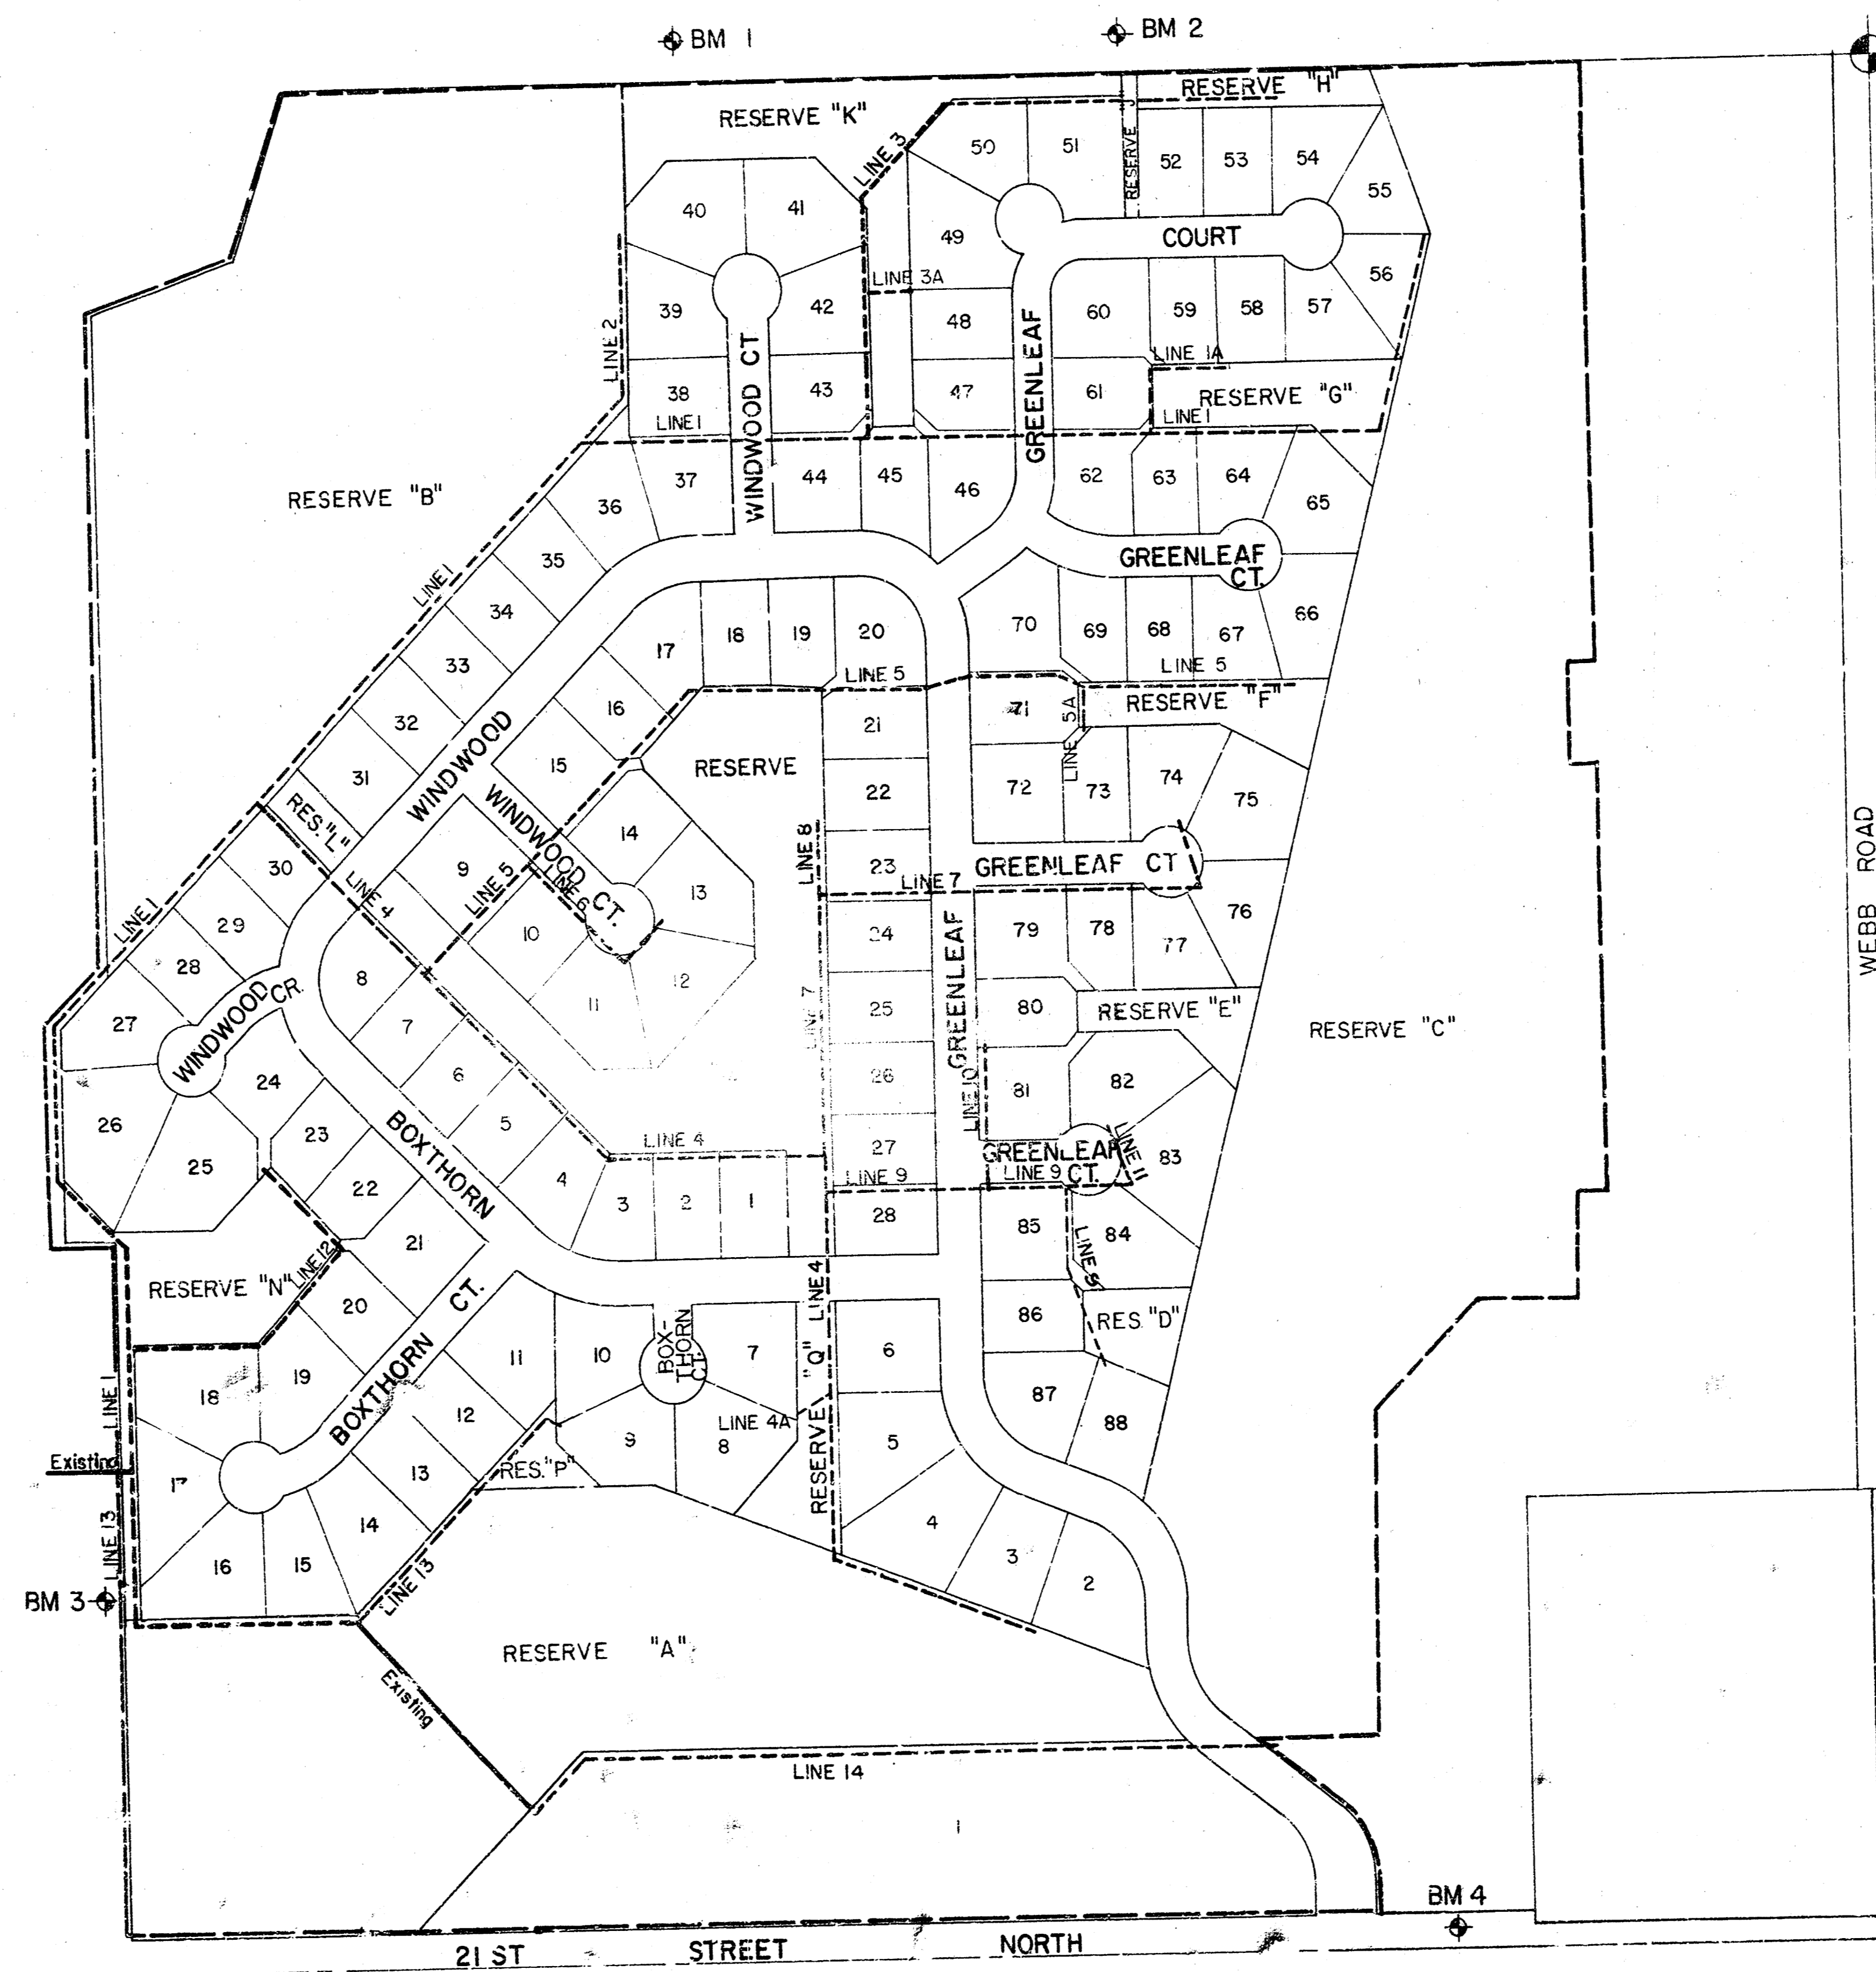 BM 1
BM 2
RESERVE "H"
RESERVE "K"
LINE 3
50
51
RESERVE
52
53
54
55
40
41
49
COURT
56
LINE 3A
39
42
48
60
59
58
57
LINE 2
WINDWOOD CT
GREENLEAF
LINE 1A
38
43
47
61
RESERVE "G"
LINE 1
LINE 1
RESERVE "B"
37
44
45
46
62
63
64
65
36
35
GREENLEAF
CT.
LINE 1
34
66
33
17
18
19
20
70
69
68
67
LINE 5
LINE 5
32
16
21
71
LINE 5A
RESERVE "F"
WINDWOOD
15
RESERVE
31
22
72
73
74
75
RES. "L"
WINDWOOD CT.
14
LINE 8
WEBB ROAD
30
9
LINE 5
LINE 6
13
23
LINE 7
GREENLEAF CT
LINE 4
LINE 1
29
10
24
79
78
77
76
28
8
11
12
GREENLEAF
WINDWOOD CR.
27
7
LINE 7
25
80
RESERVE "E"
RESERVE "C"
6
26
LINE 10
81
82
24
26
23
5
BOXTHORN
LINE 4
27
GREENLEAF
CT.
LINE 9
LINE 11
83
25
22
4
3
2
1
LINE 9
28
85
84
21
LINE 12
RESERVE "N"
LINE 4
20
BOXTHORN CT.
86
RES. "D"
10
BOX-
THORN
CT.
7
6
11
19
18
RESERVE "Q"
87
88
12
9
8
LINE 4A
5
LINE 1
Existing
17
13
RES. "P"
14
4
LINE 13
16
15
3
2
LINE 13
BM 3
RESERVE "A"
Existing
LINE 14
1
BM 4
21 ST STREET NORTH